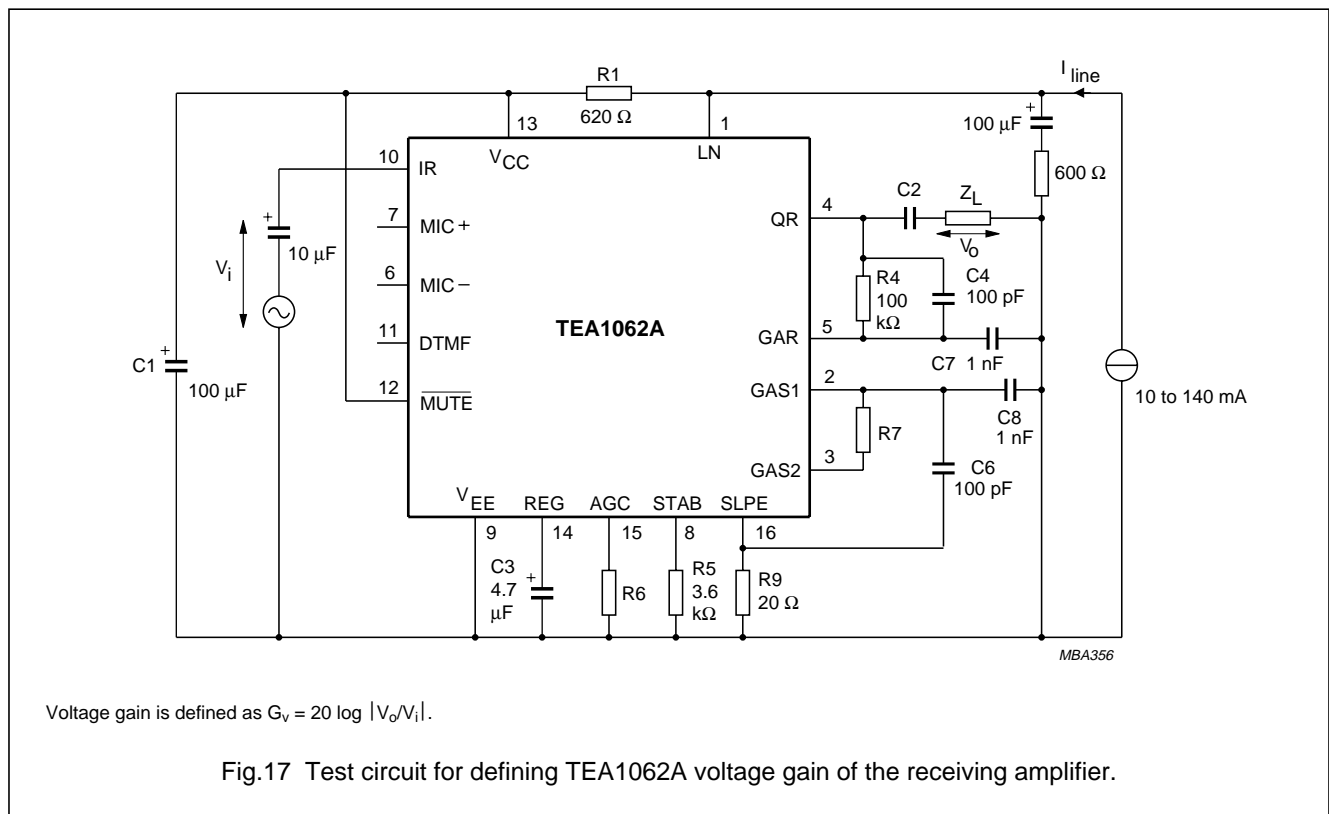 R1
620 Ω
I line
13
1
V CC
LN
100 µF
+
600 Ω
10
IR
+
10 µF
V i
7
MIC+
6
MIC−
11
DTMF
12
MUTE
TEA1062A
C1
+
100 µF
4
QR
C2
Z L
V o
R4
100
kΩ
C4
100 pF
5
GAR
C7
1 nF
2
GAS1
C8
1 nF
R7
3
GAS2
C6
100 pF
10 to 140 mA
V EE
REG
AGC
STAB
SLPE
9
14
15
8
16
C3
4.7
µF
+
R6
R5
3.6
kΩ
R9
20 Ω
MBA356
Voltage gain is defined as Gv = 20 log |Vo/Vi|.
Fig.17 Test circuit for defining TEA1062A voltage gain of the receiving amplifier.